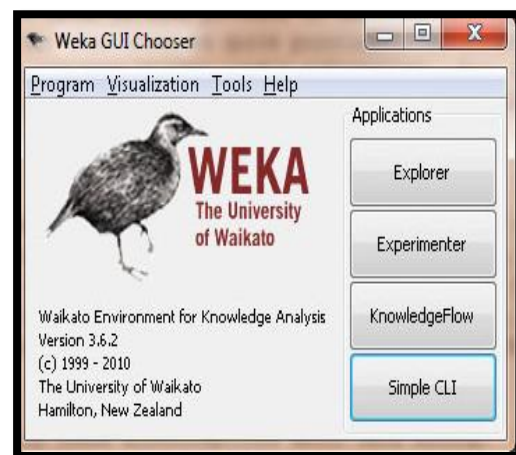 Weka GUI Chooser
X
Program Visualization Tools Help
WEKA
The University
of Waikato
Waikato Environment for Knowledge Analysis
Version 3.6.2
(c) 1999 - 2010
The University of Waikato
Hamilton, New Zealand
Applications
Explorer
Experimenter
KnowledgeFlow
Simple CLI